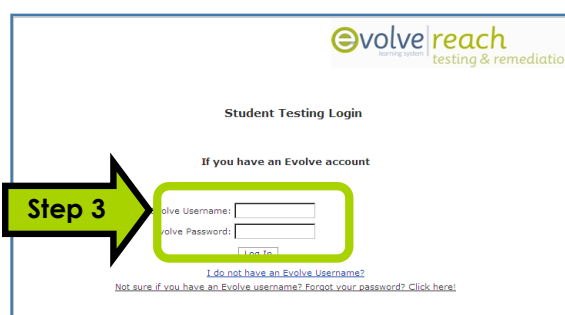 evolve reach
learning system
testing & remediatio
Student Testing Login
If you have an Evolve account
Step 3
volve Username:
volve Password:
Log In
I do not have an Evolve Username?
Not sure if you have an Evolve username? Forgot your password? Click here!